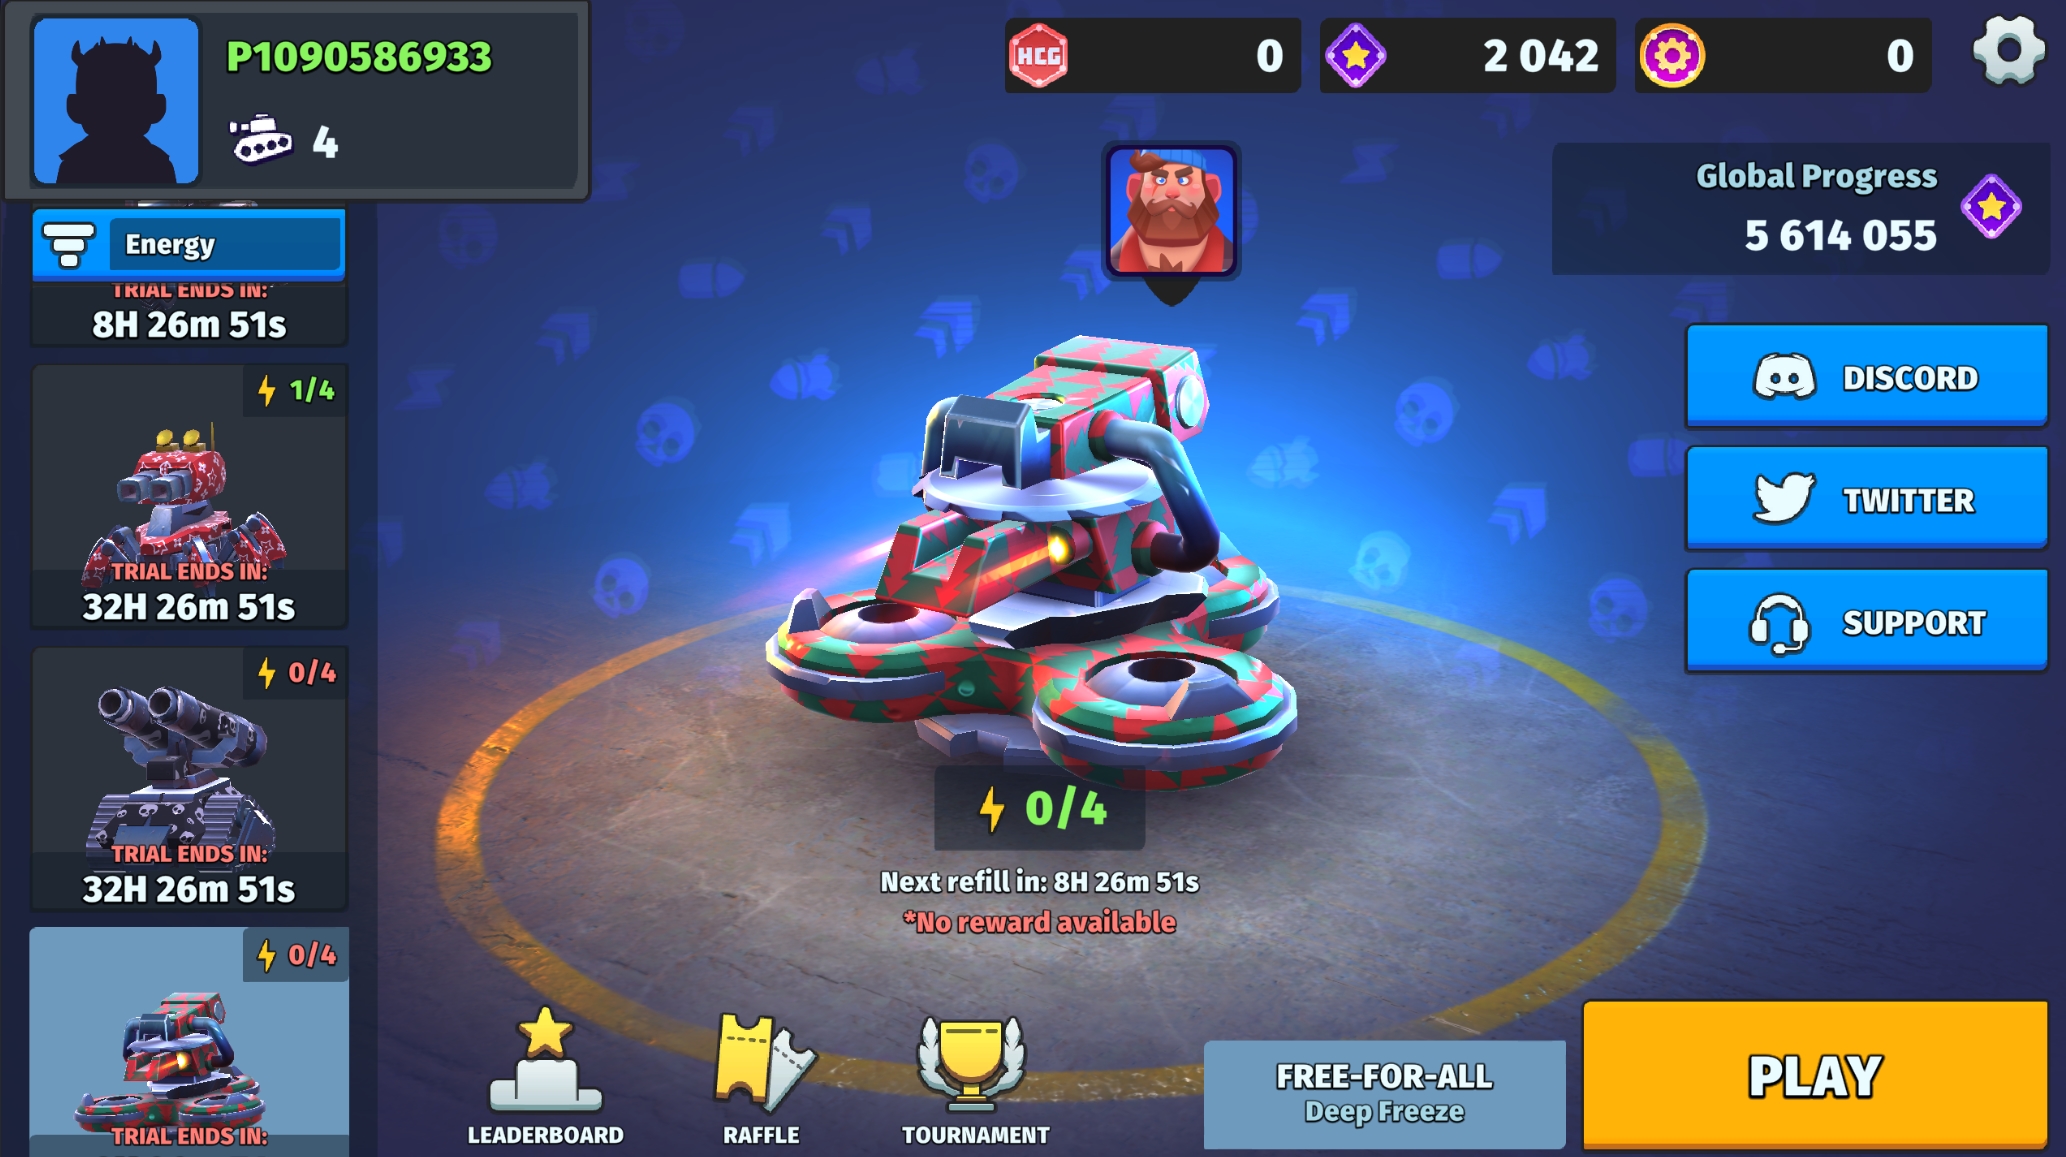 P1090586933
4
HCG
0
2 042
0
Global Progress
5 614 055
Energy
TRIAL ENDS IN:
8H 26m 51s
1/4
TRIAL ENDS IN:
32H 26m 51s
0/4
TRIAL ENDS IN:
32H 26m 51s
0/4
TRIAL ENDS IN:
DISCORD
TWITTER
SUPPORT
0/4
Next refill in: 8H 26m 51s
*No reward available
LEADERBOARD
RAFFLE
TOURNAMENT
FREE-FOR-ALL
Deep Freeze
PLAY